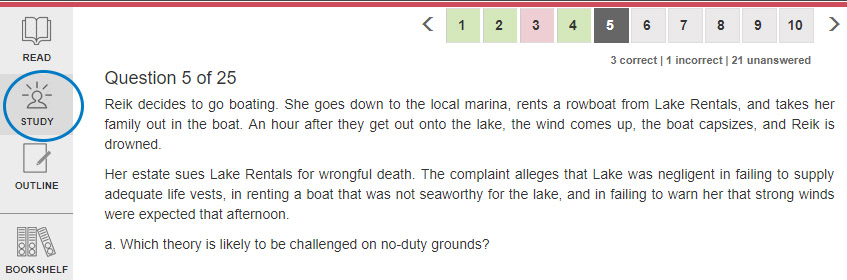 1 2 3 4 5 6 7 8 9 10
READ
3 correct | 1 incorrect | 21 unanswered
Question 5 of 25
Reik decides to go boating. She goes down to the local marina, rents a rowboat from Lake Rentals, and takes her
family out in the boat. An hour after they get out onto the lake, the wind comes up, the boat capsizes, and Reik is
drowned.
STUDY
Her estate sues Lake Rentals for wrongful death. The complaint alleges that Lake was negligent in failing to supply
adequate life vests, in renting a boat that was not seaworthy for the lake, and in failing to warn her that strong winds
were expected that afternoon.
OUTLINE
a. Which theory is likely to be challenged on no-duty grounds?
BOOKSHELF